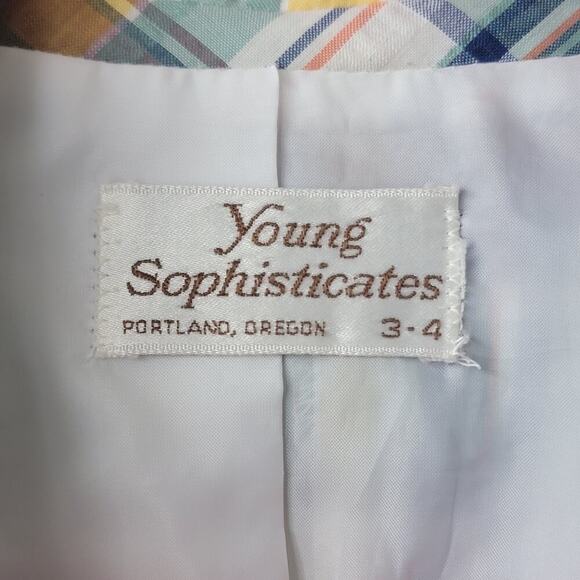 Young
Sophisticates
PORTLAND, OREGON 3-4